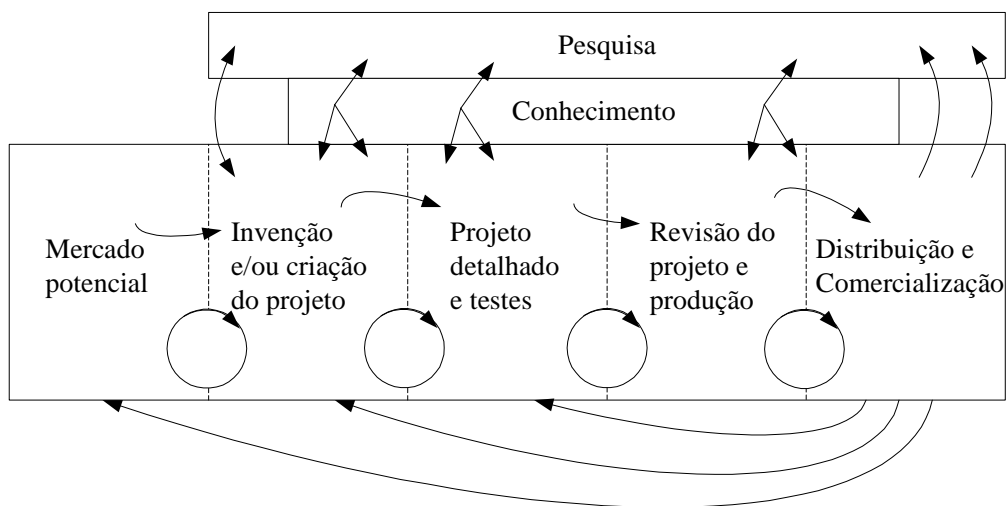 Pesquisa
Conhecimento
Mercado
potencial
Invenção
e/ou criação
do projeto
Projeto
detalhado
e testes
Revisão do
projeto e
produção
Distribuição e
Comercialização